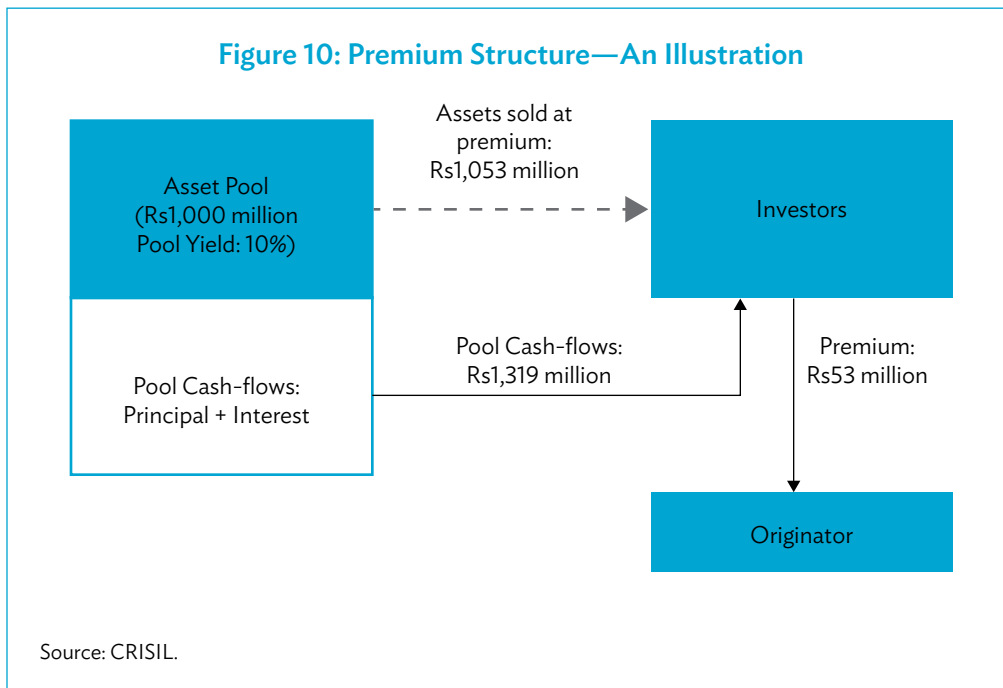 Figure 10: Premium Structure—An Illustration
Assets sold at
premium:
Rs1,053 million
Asset Pool
(Rs1,000 million
Pool Yield: 10%)
Investors
Pool Cash-flows:
Rs1,319 million
Premium:
Rs53 million
Pool Cash-flows:
Principal + Interest
Originator
Source: CRISIL.